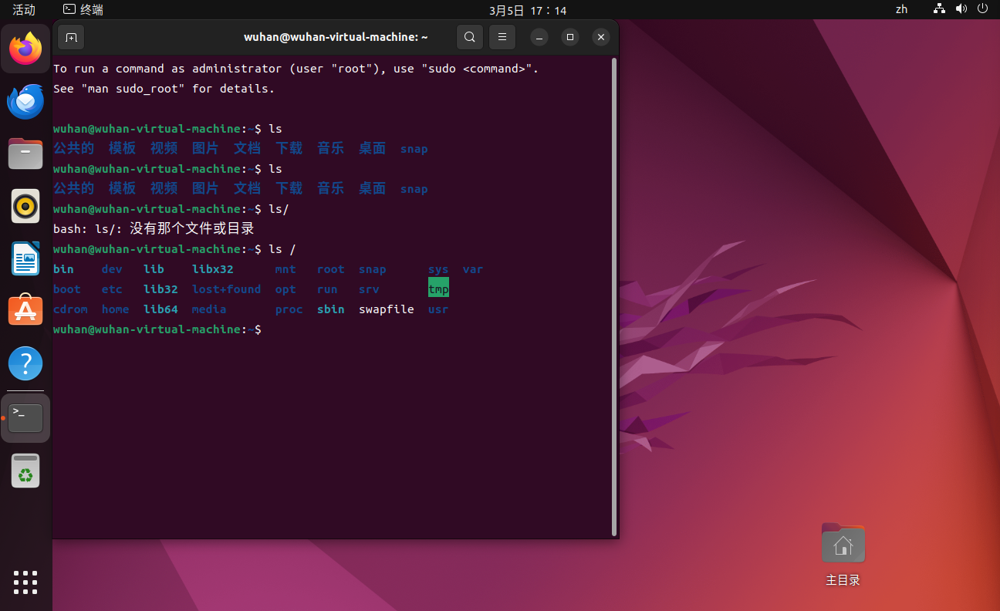 活动 终端 3月5日 17：14 zh
wuhan@wuhan-virtual-machine: ~
To run a command as administrator (user "root"), use "sudo <command>".
See "man sudo_root" for details.
wuhan@wuhan-virtual-machine:~$ ls
公共的 模板 视频 图片 文档 下载 音乐 桌面 snap
wuhan@wuhan-virtual-machine:~$ ls
公共的 模板 视频 图片 文档 下载 音乐 桌面 snap
wuhan@wuhan-virtual-machine:~$ ls/
bash: ls/: 没有那个文件或目录
wuhan@wuhan-virtual-machine:~$ ls /
bin dev lib libx32 mnt root snap sys var
boot etc lib32 lost+found opt run srv tmp
cdrom home lib64 media proc sbin swapfile usr
wuhan@wuhan-virtual-machine:~$
主目录